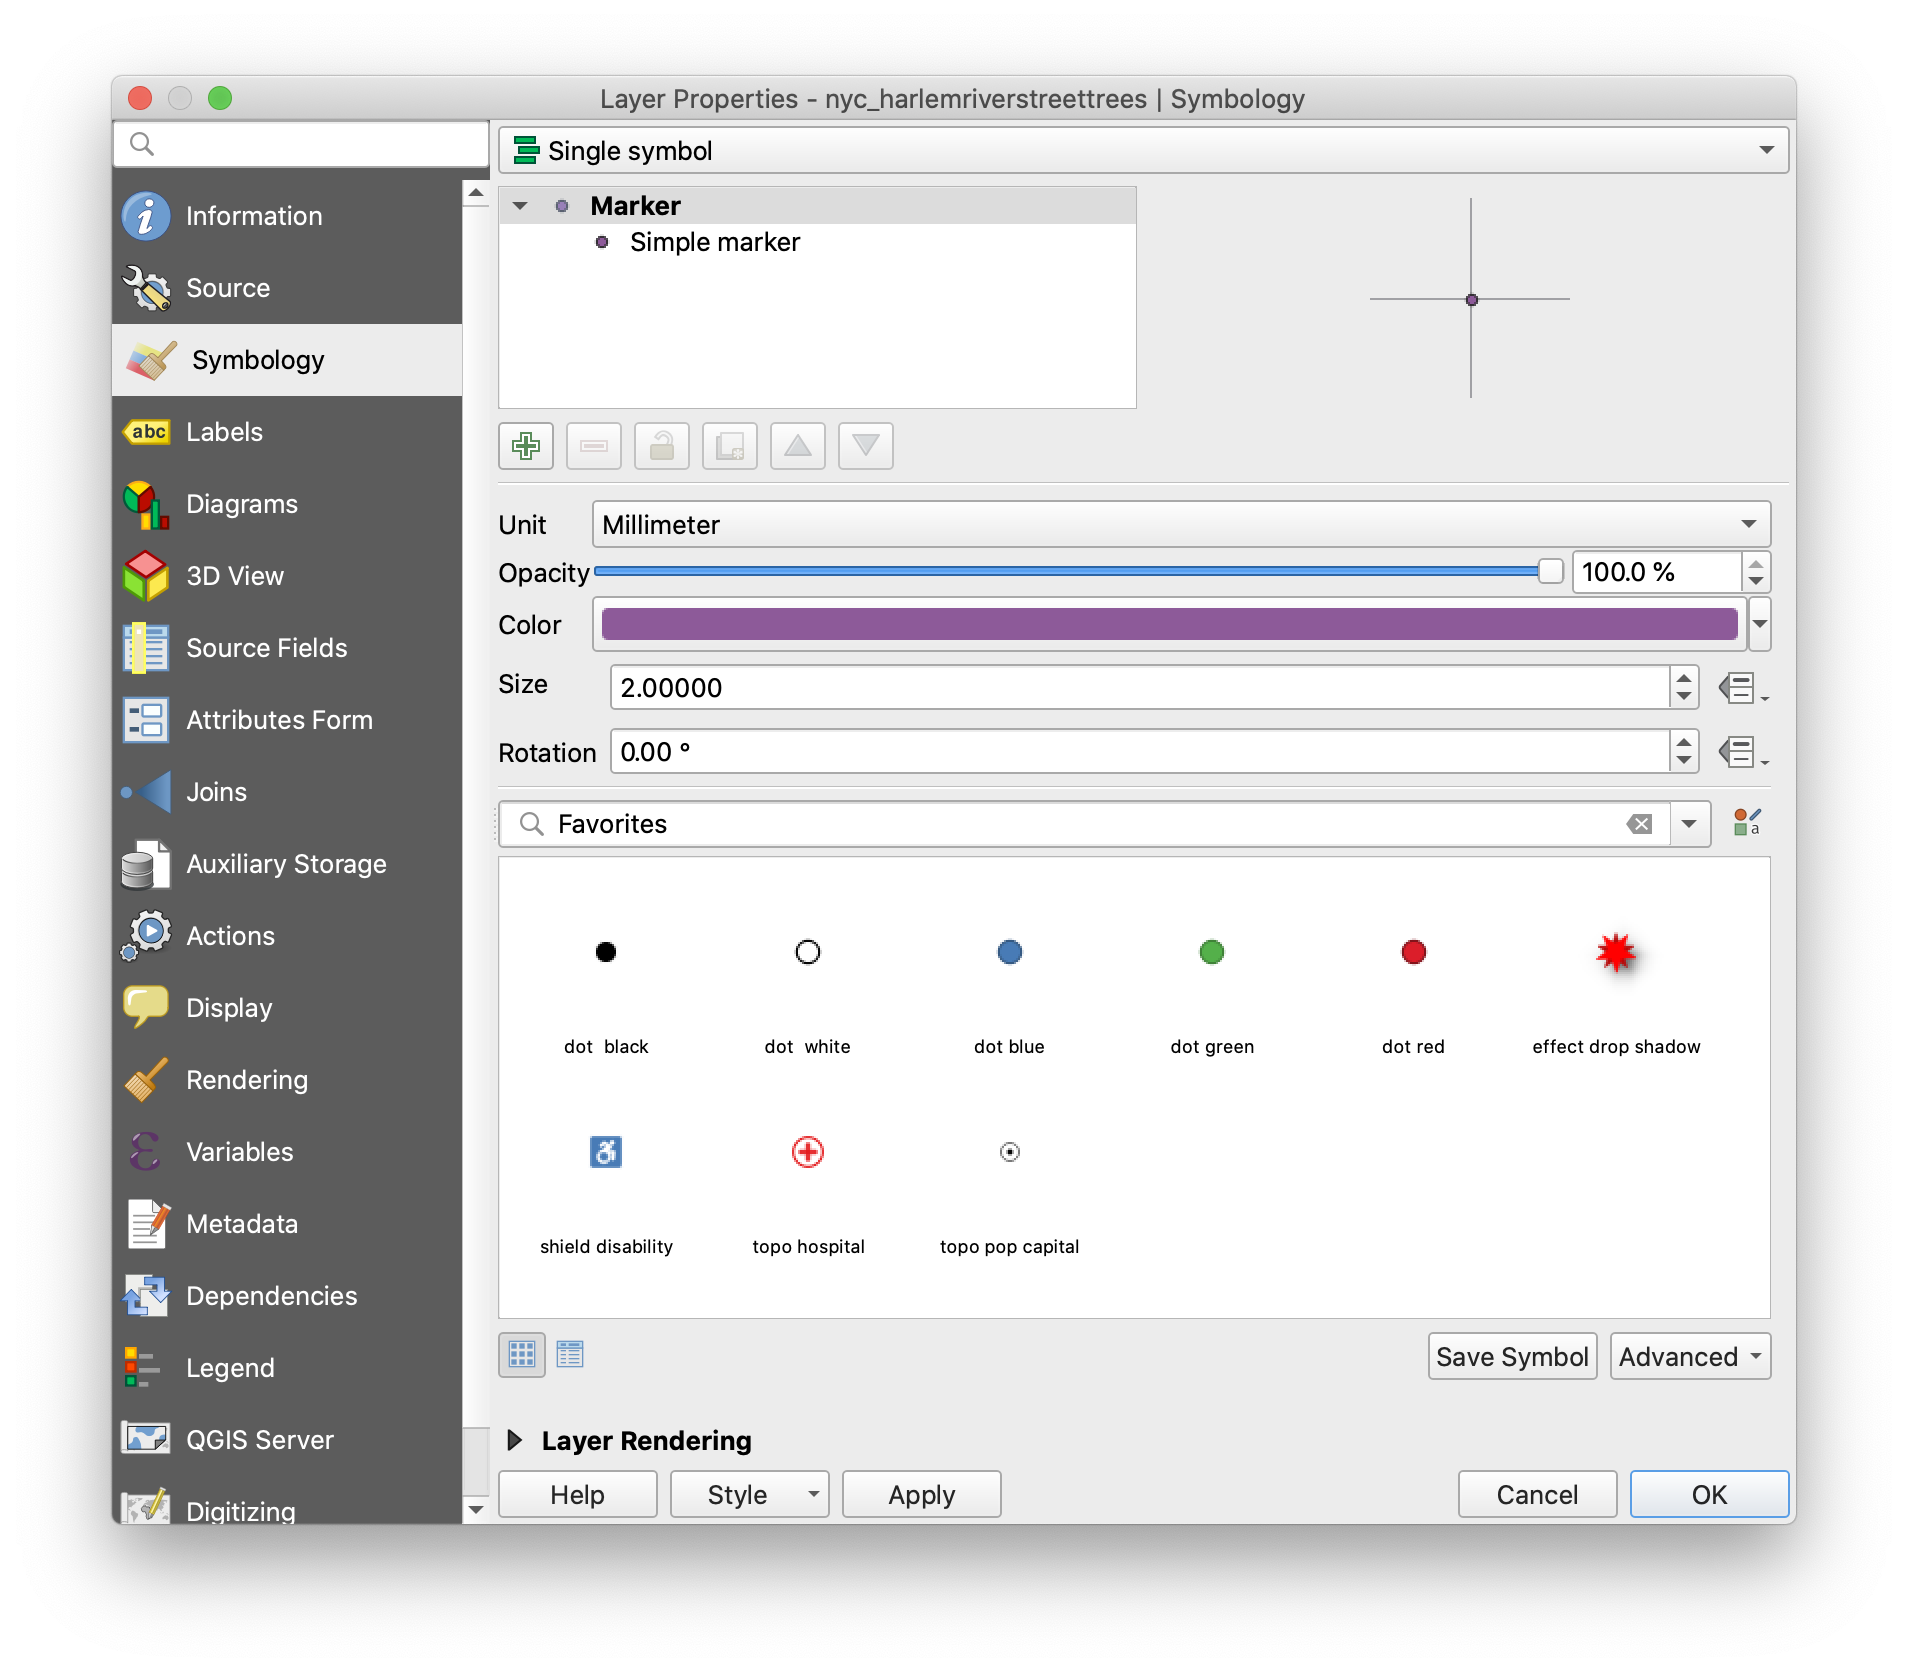 Layer Properties - nyc_harlemriverstreettrees | Symbology
Information
Source
Symbology
abc Labels
Diagrams
3D View
Source Fields
Attributes Form
Joins
Auxiliary Storage
Actions
Display
Rendering
Variables
Metadata
Dependencies
Legend
QGIS Server
Digitizing
Single symbol
Marker
Simple marker
Unit Millimeter
Opacity 100.0 %
Color
Size 2.00000
Rotation 0.00 °
Favorites
a
dot  black dot  white dot blue dot green dot red effect drop shadow
shield disability topo hospital topo pop capital
Save Symbol Advanced
Layer Rendering
Help Style Apply Cancel OK